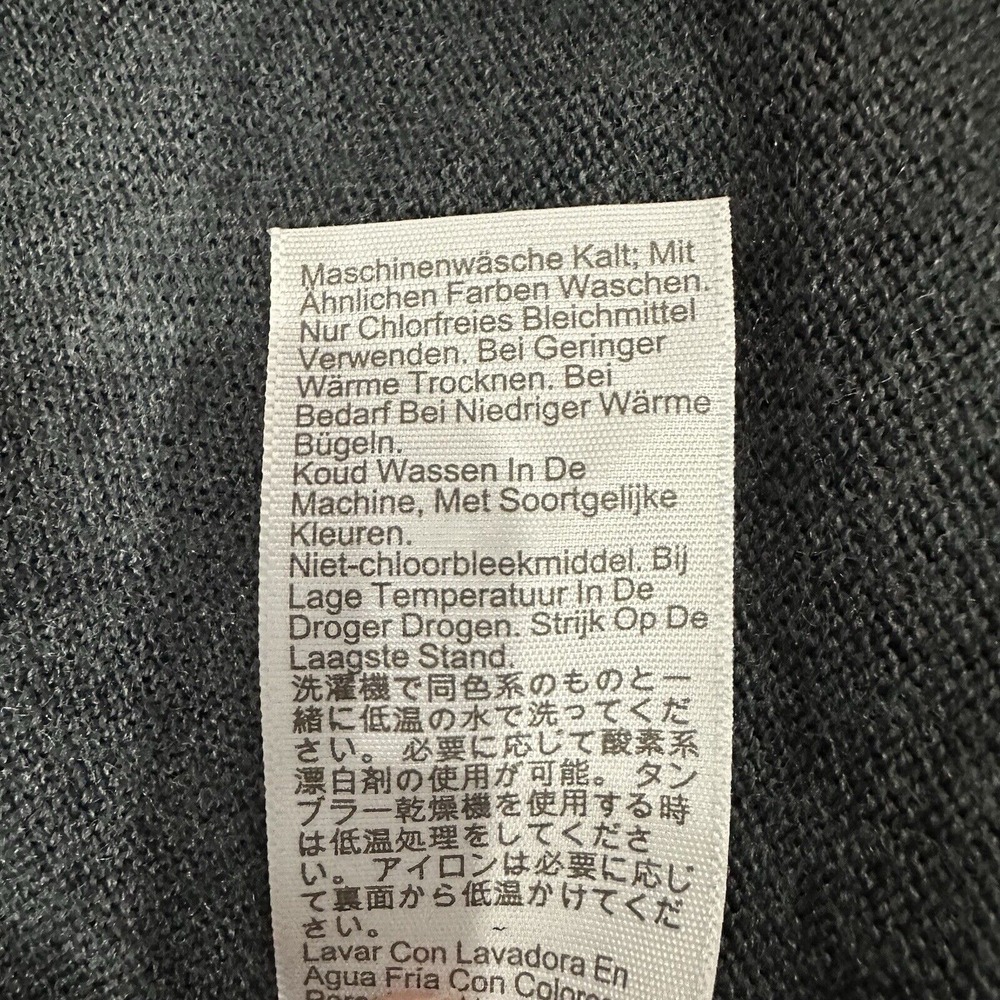 Maschinenwäsche Kalt; Mit
Ähnlichen Farben Waschen.
Nur Chlorfreies Bleichmittel
Verwenden. Bei Geringer
Wärme Trocknen. Bei
Bedarf Bei Niedriger Wärme
Bügeln.
Koud Wassen In De
Machine, Met Soortgelijke
Kleuren.
Niet-chloorbleekmiddel. Bij
Lage Temperatuur In De
Droger Drogen. Strijk Op De
Laagste Stand.
洗濯機で同色系のものと一
緒に低温の水で洗ってくだ
さい。 必要に応じて酸素系
漂白剤の使用が可能。 タン
ブラー乾燥機を使用する時
は低温処理をしてくださ
い。 アイロンは必要に応じ
て裏面から低温かけてくだ
さい。
Lavar Con Lavadora En
Agua Fría Con